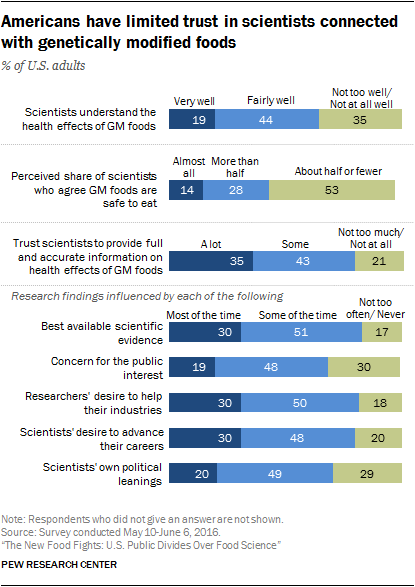 Americans have limited trust in scientists connected
with genetically modified foods
% of U.S. adults
Very well
Fairly well
Not too well/
Not at all well
Scientists understand the
health effects of GM foods
19
44
35
Almost
all
More than
half
About half or fewer
Perceived share of scientists
who agree GM foods are
safe to eat
14
28
53
A lot
Some
Not too much/
Not at all
Trust scientists to provide full
and accurate information on
health effects of GM foods
35
43
21
Research findings influenced by each of the following
Most of the time
Some of the time
Not too
often/ Never
Best available scientific
evidence
30
51
17
Concern for the public
interest
19
48
30
Researchers' desire to help
their industries
30
50
18
Scientists' desire to advance
their careers
30
48
20
Scientists' own political
leanings
20
49
29
Note: Respondents who did not give an answer are not shown.
Source: Survey conducted May 10-June 6, 2016.
"The New Food Fights: U.S. Public Divides Over Food Science"
PEW RESEARCH CENTER